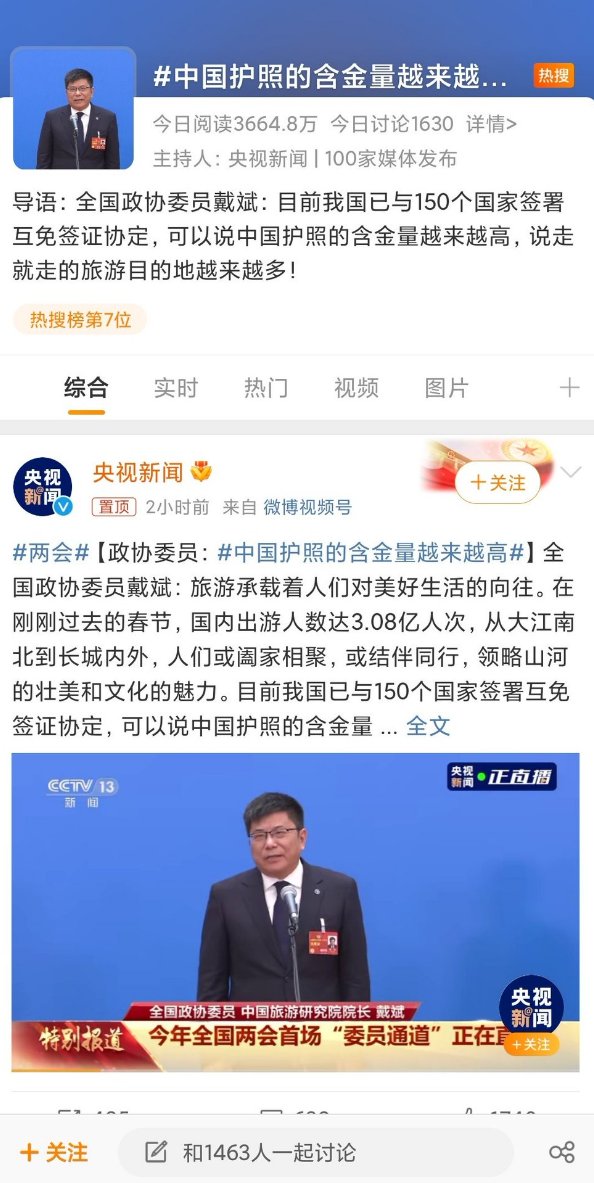 #中国护照的含金量越来越...
热搜
今日阅读3664.8万 今日讨论1630 详情>
主持人：央视新闻 | 100家媒体发布
导语：全国政协委员戴斌：目前我国已与150个国家签署
互免签证协定，可以说中国护照的含金量越来越高，说走
就走的旅游目的地越来越多！
热搜榜第7位
综合 实时 热门 视频 图片
央视新闻
央视
新闻
+关注
置顶 2小时前 来自 微博视频号
#两会#【政协委员：#中国护照的含金量越来越高#】全
国政协委员戴斌：旅游承载着人们对美好生活的向往。在
刚刚过去的春节，国内出游人数达3.08亿人次，从大江南
北到长城内外，人们或阖家相聚，或结伴同行，领略山河
的壮美和文化的魅力。目前我国已与150个国家签署互免
签证协定，可以说中国护照的含金量 ... 全文
CCTV 13
新闻
央视
新闻 正直播
全国政协委员 中国旅游研究院院长 戴斌
特别报道
今年全国两会首场“委员通道”正在
央视
新闻
+关注
+ 关注
和1463人一起讨论